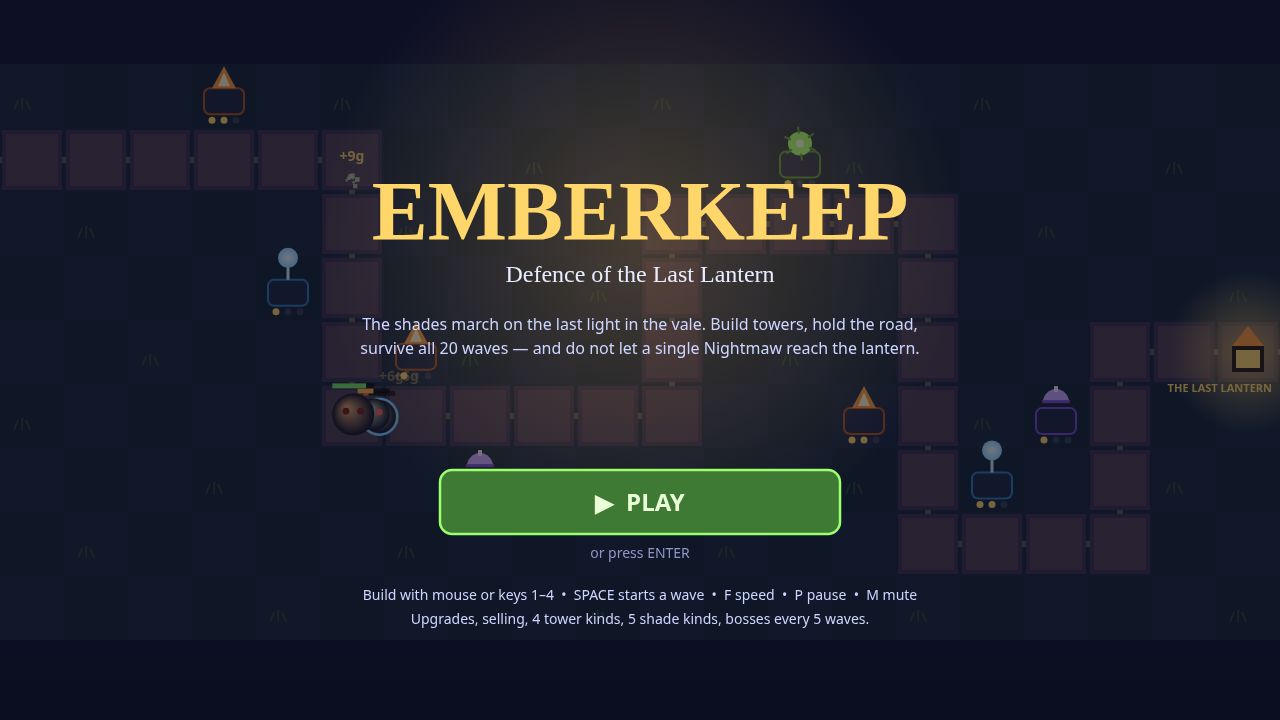 +9g
EMBERKEEP
Defence of the Last Lantern
The shades march on the last light in the vale. Build towers, hold the road,
survive all 20 waves — and do not let a single Nightmaw reach the lantern.
THE LAST LANTERN
▶ PLAY
or press ENTER
Build with mouse or keys 1–4 • SPACE starts a wave • F speed • P pause • M mute
Upgrades, selling, 4 tower kinds, 5 shade kinds, bosses every 5 waves.